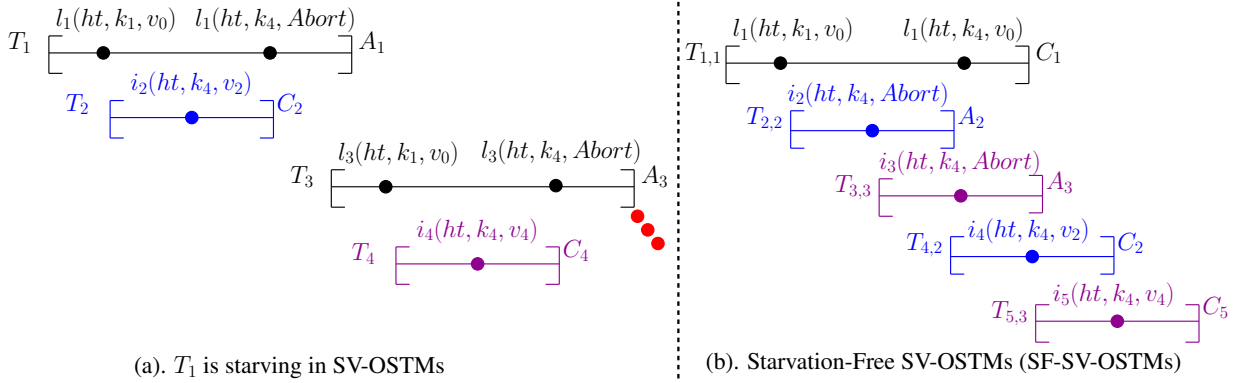 l₁(ht, k₁, v₀) l₁(ht, k₄, Abort)
T₁ A₁
i₂(ht, k₄, v₂)
T₂ C₂
l₃(ht, k₁, v₀) l₃(ht, k₄, Abort)
T₃ A₃
i₄(ht, k₄, v₄)
T₄ C₄
(a). T₁ is starving in SV-OSTMs
l₁(ht, k₁, v₀) l₁(ht, k₄, v₀)
T₁,₁ C₁
i₂(ht, k₄, Abort)
T₂,₂ A₂
i₃(ht, k₄, Abort)
T₃,₃ A₃
i₄(ht, k₄, v₂)
T₄,₂ C₂
i₅(ht, k₄, v₄)
T₅,₃ C₅
(b). Starvation-Free SV-OSTMs (SF-SV-OSTMs)